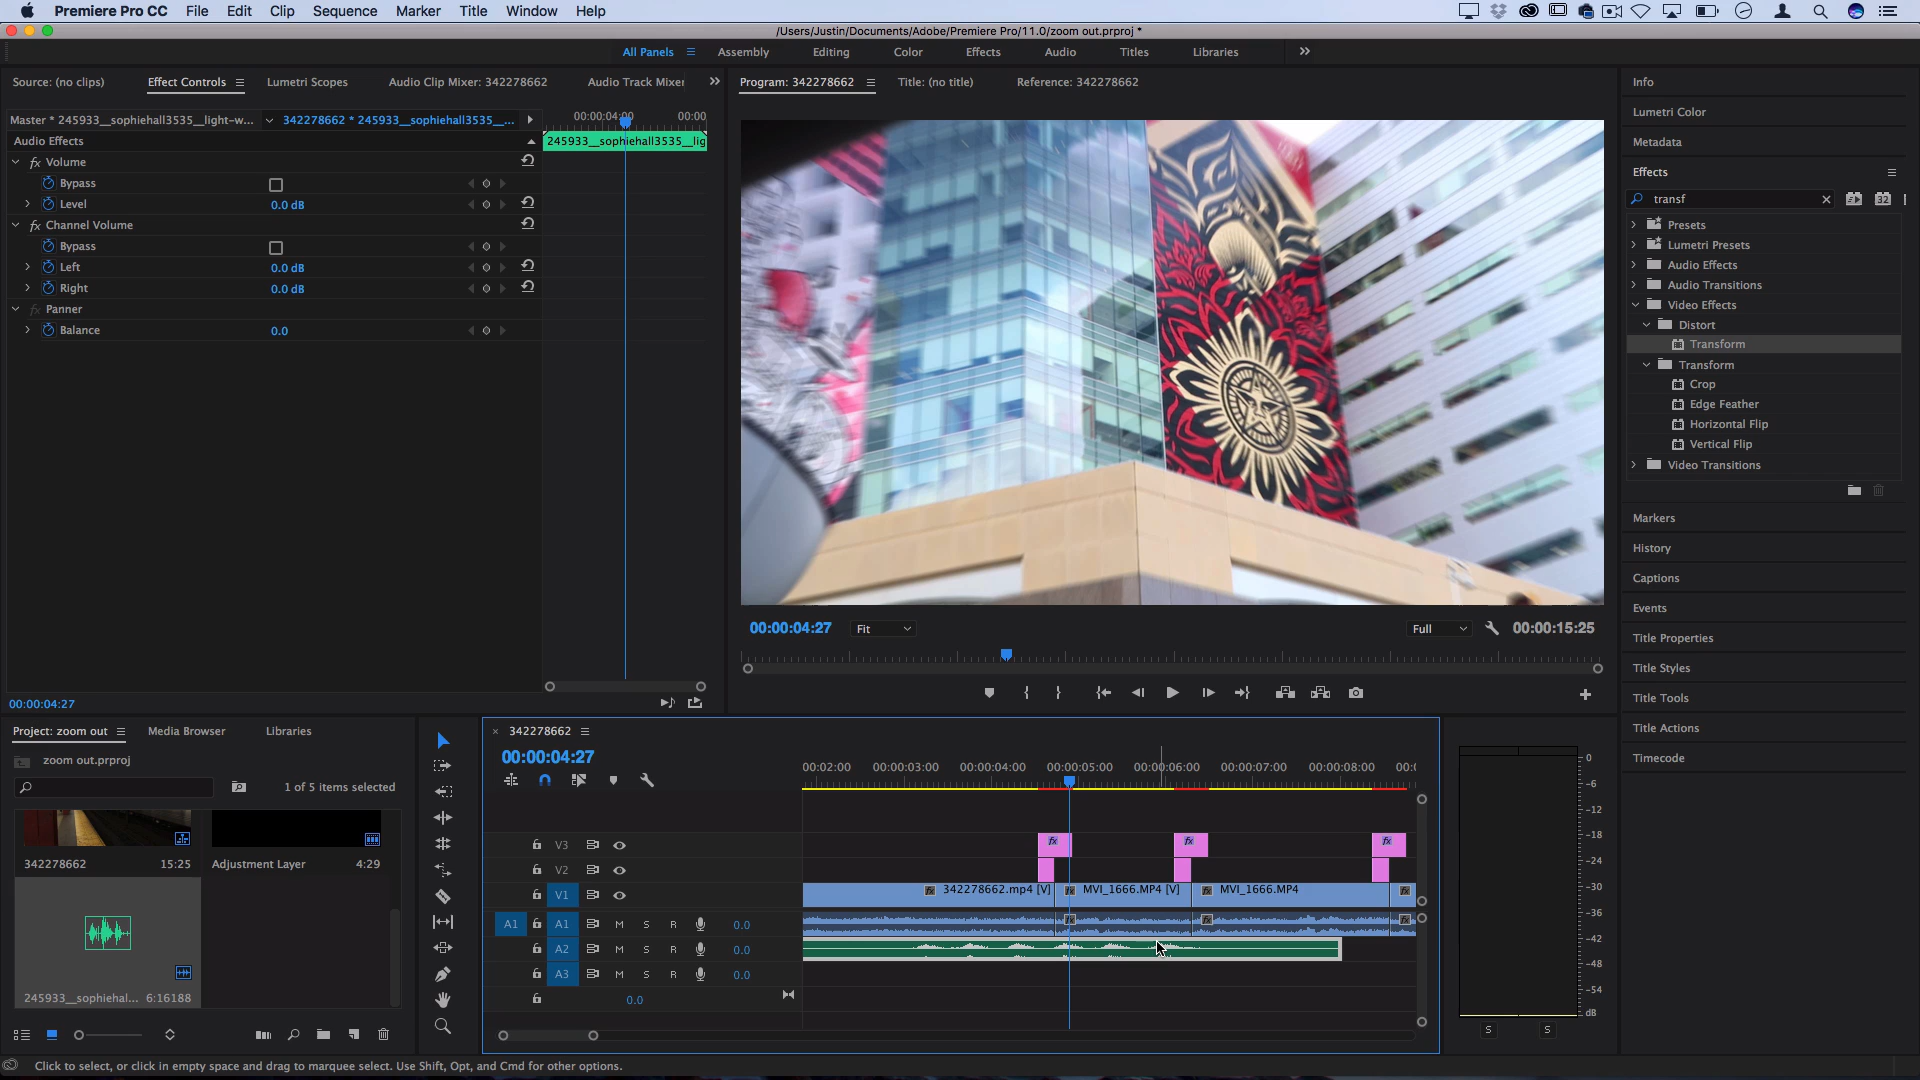 Premiere Pro CC File Edit Clip Sequence Marker Title Window Help
/Users/Justin/Documents/Adobe/Premiere Pro/11.0/zoom out.prproj *
All Panels Assembly Editing Color Effects Audio Titles Libraries
Source: (no clips) Effect Controls Lumetri Scopes Audio Clip Mixer: 342278662 Audio Track Mixer
Program: 342278662 Title: (no title) Reference: 342278662
Master * 245933__sophiehall3535__light-w... 342278662 * 245933__sophiehall3535__...
00:00:04:00 00:00
Audio Effects
245933__sophiehall3535__lig
Volume
Bypass
Level 0.0 dB
Channel Volume
Bypass
Left 0.0 dB
Right 0.0 dB
Panner
Balance 0.0
00:00:04:27
00:00:04:27 Fit Full 00:00:15:25
Info
Lumetri Color
Metadata
Effects
transf
32
Presets
Lumetri Presets
Audio Effects
Audio Transitions
Video Effects
Distort
Transform
Transform
Crop
Edge Feather
Horizontal Flip
Vertical Flip
Video Transitions
Markers
History
Captions
Events
Title Properties
Title Styles
Title Tools
Title Actions
Timecode
Project: zoom out Media Browser Libraries
zoom out.prproj
1 of 5 items selected
342278662 15:25
Adjustment Layer 4:29
245933__sophiehal... 6:16188
342278662
00:00:04:27
00:02:00 00:00:03:00 00:00:04:00 00:00:05:00 00:00:06:00 00:00:07:00 00:00:08:00 00:0
V3 fx fx fx
V2
V1 fx 342278662.mp4 [V] fx MVI_1666.MP4 [V] fx MVI_1666.MP4 fx
A1 A1 M S R 0.0
A2 M S R 0.0
A3 M S R 0.0
0.0
0
-6
-12
-18
-24
-30
-36
-42
-48
-54
dB
S S
Click to select, or click in empty space and drag to marquee select. Use Shift, Opt, and Cmd for other options.